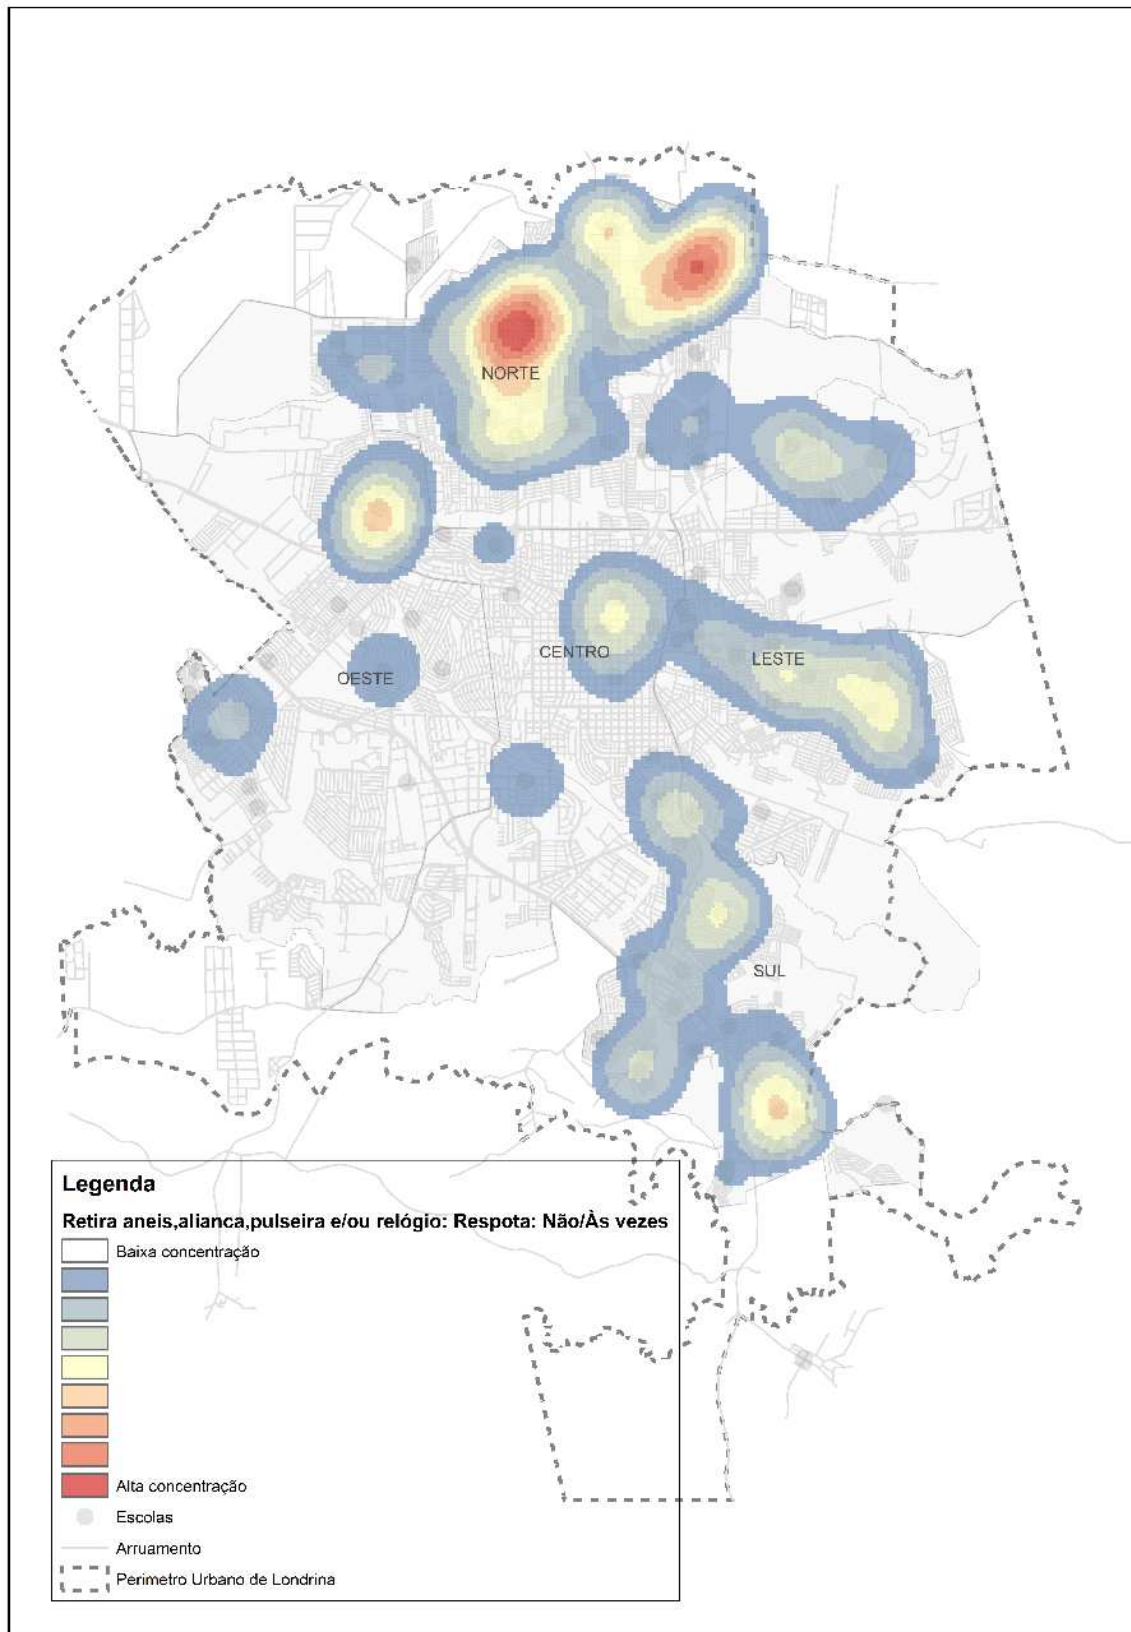 NORTE
CENTRO
LESTE
OESTE
SUL
Legenda
Retira aneis,alianca,pulseira e/ou relógio: Respota: Não/Às vezes
Baixa concentração
Alta concentração
Escolas
Arruamento
Perimetro Urbano de Londrina